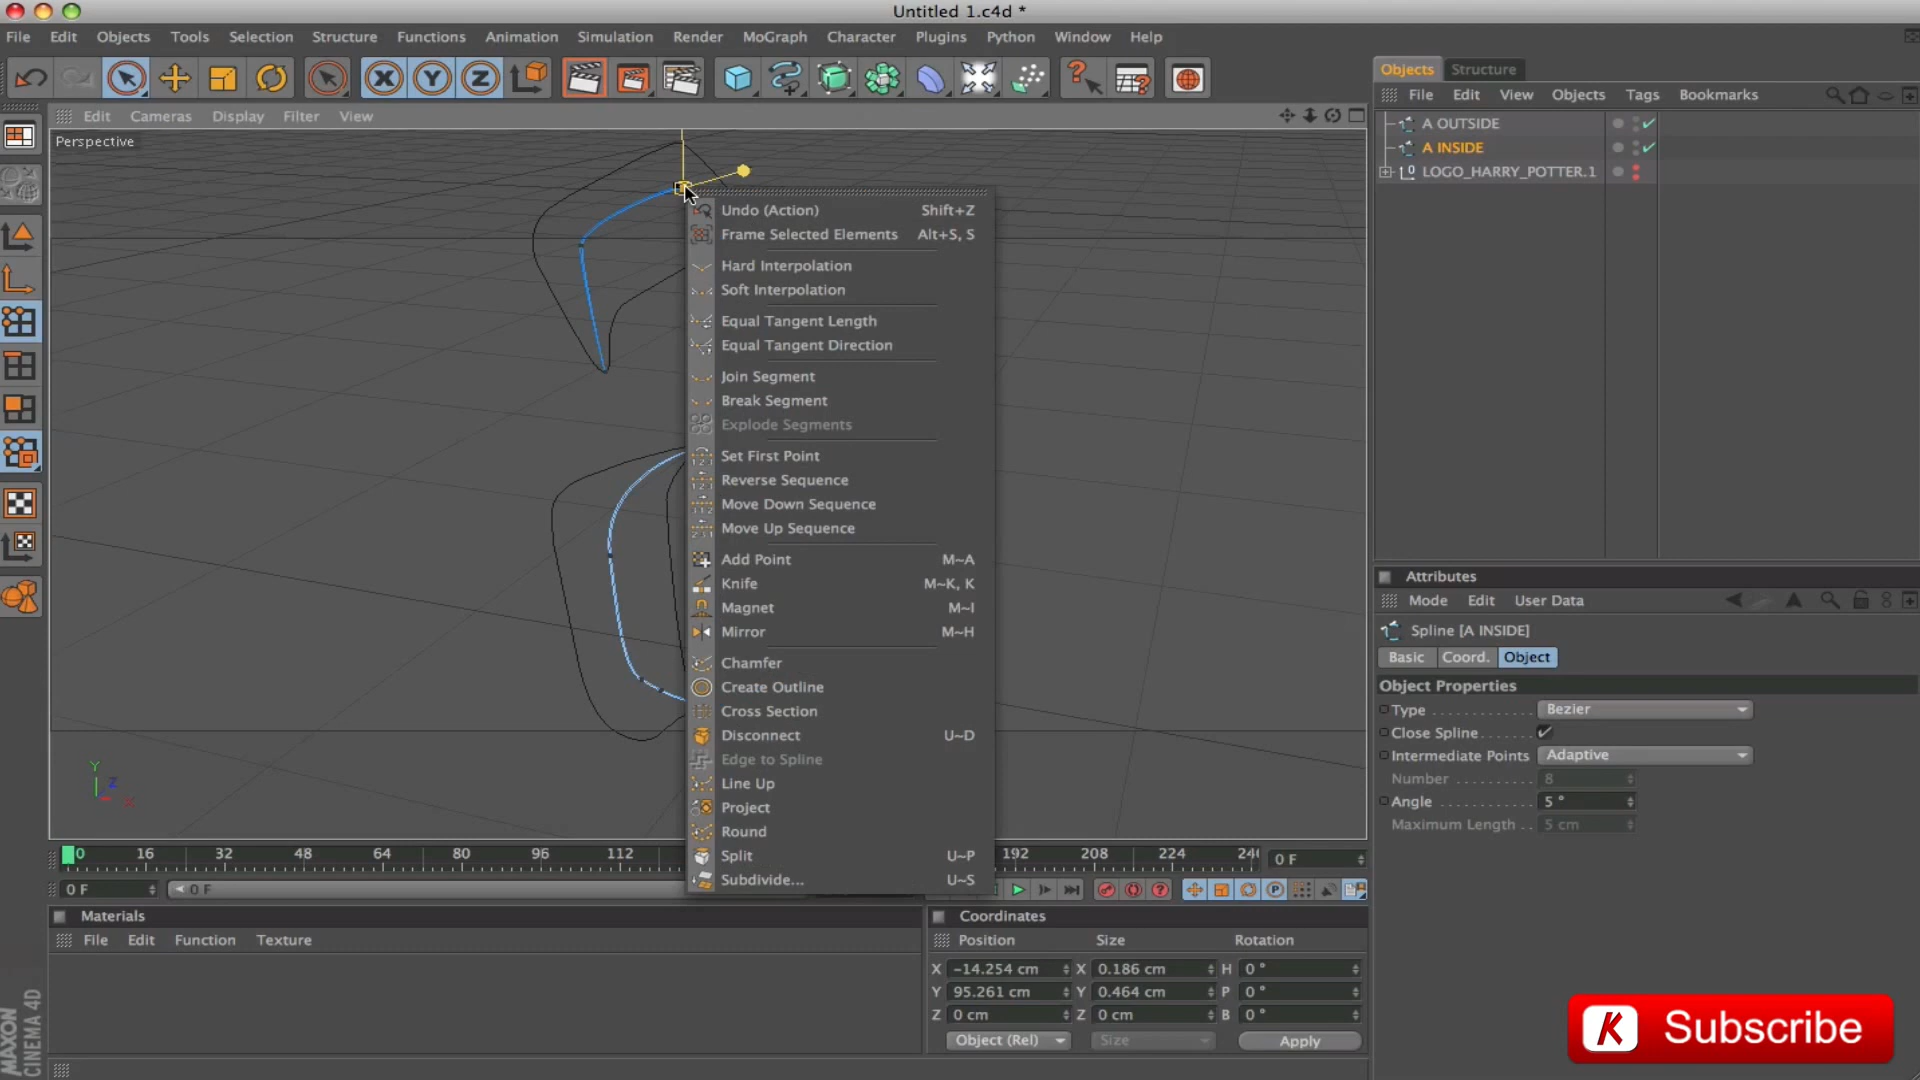 Untitled 1.c4d *
File Edit Objects Tools Selection Structure Functions Animation Simulation Render MoGraph Character Plugins Python Window Help
Edit Cameras Display Filter View
Perspective
Undo (Action) Shift+Z
Frame Selected Elements Alt+S, S
Hard Interpolation
Soft Interpolation
Equal Tangent Length
Equal Tangent Direction
Join Segment
Break Segment
Explode Segments
Set First Point
Reverse Sequence
Move Down Sequence
Move Up Sequence
Add Point M~A
Knife M~K, K
Magnet M~I
Mirror M~H
Chamfer
Create Outline
Cross Section
Disconnect U~D
Edge to Spline
Line Up
Project
Round
Split U~P
Subdivide... U~S
Y
Z
X
0 16 32 48 64 80 96 112 192 208 224 0 F
0 F 0 F
Materials
File Edit Function Texture
Coordinates
Position Size Rotation
X -14.254 cm X 0.186 cm H 0 °
Y 95.261 cm Y 0.464 cm P 0 °
Z 0 cm Z 0 cm B 0 °
Object (Rel) Size Apply
Objects Structure
File Edit View Objects Tags Bookmarks
A OUTSIDE
A INSIDE
LOGO_HARRY_POTTER.1
Attributes
Mode Edit User Data
Spline [A INSIDE]
Basic Coord. Object
Object Properties
Type Bezier
Close Spline
Intermediate Points Adaptive
Number 8
Angle 5 °
Maximum Length 5 cm
K Subscribe
MAXON
CINEMA 4D